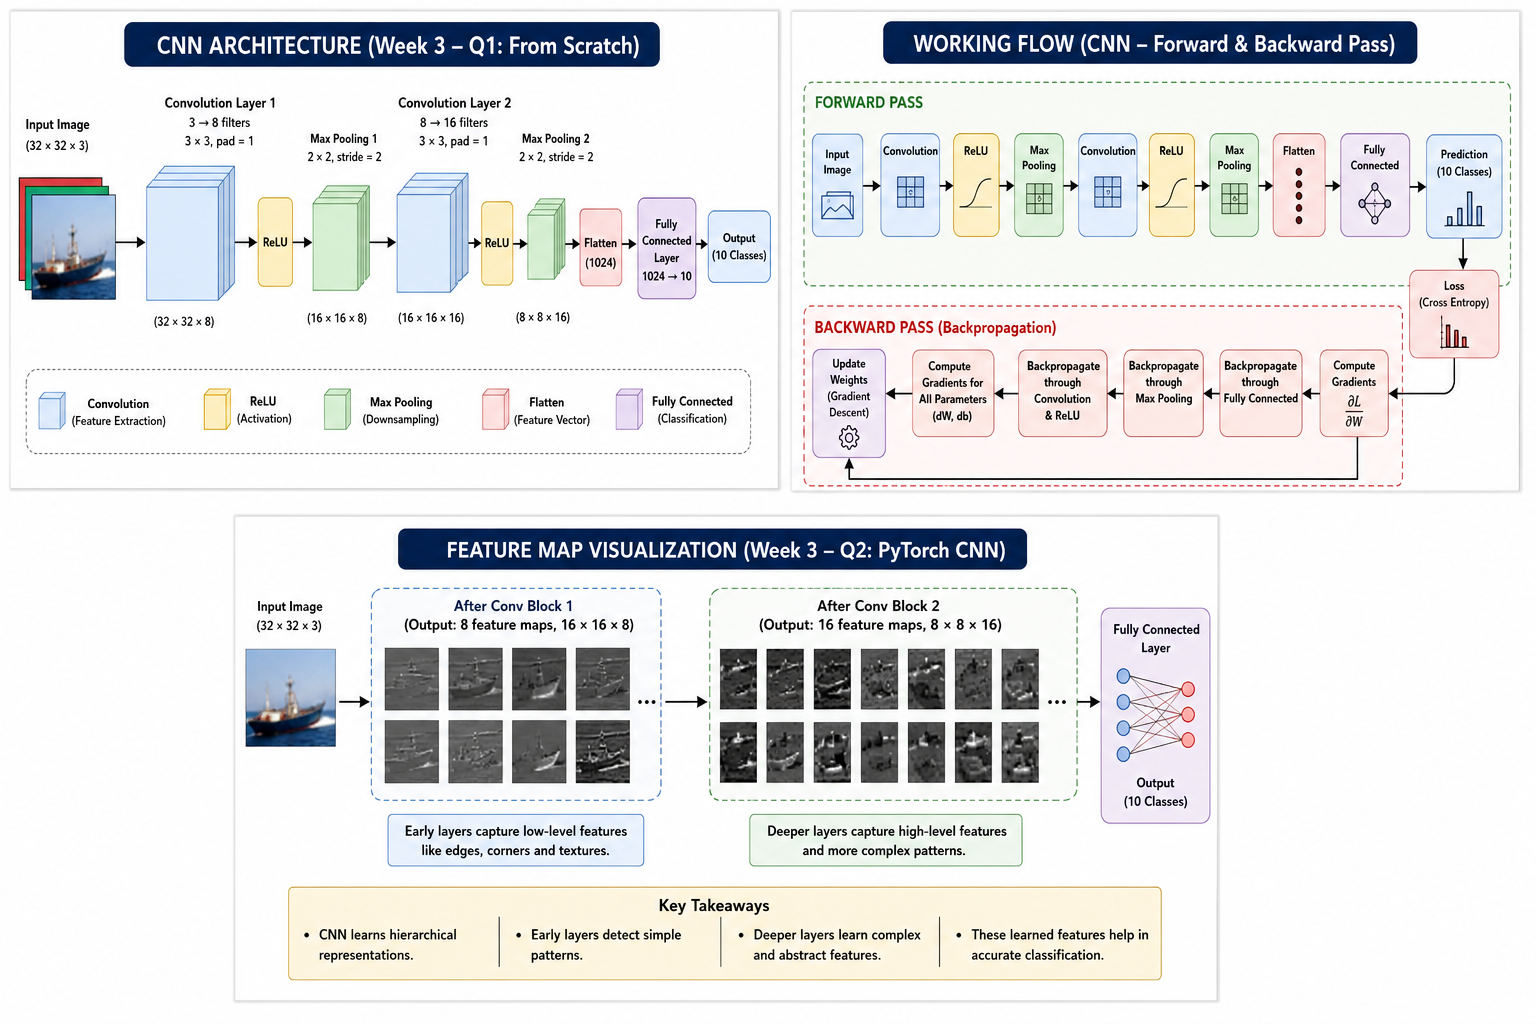 CNN ARCHITECTURE (Week 3 – Q1: From Scratch)
Input Image
(32 × 32 × 3)
Convolution Layer 1
3 → 8 filters
3 × 3, pad = 1
Max Pooling 1
2 × 2, stride = 2
Convolution Layer 2
8 → 16 filters
3 × 3, pad = 1
Max Pooling 2
2 × 2, stride = 2
ReLU
ReLU
Flatten
(1024)
Fully
Connected
Layer
1024 → 10
Output
(10 Classes)
(32 × 32 × 8)
(16 × 16 × 8)
(16 × 16 × 16)
(8 × 8 × 16)
Convolution
(Feature Extraction)
ReLU
(Activation)
Max Pooling
(Downsampling)
Flatten
(Feature Vector)
Fully Connected
(Classification)
WORKING FLOW (CNN – Forward & Backward Pass)
FORWARD PASS
Input
Image
Convolution
ReLU
Max
Pooling
Convolution
ReLU
Max
Pooling
Flatten
Fully
Connected
Prediction
(10 Classes)
Loss
(Cross Entropy)
BACKWARD PASS (Backpropagation)
Update
Weights
(Gradient
Descent)
Compute
Gradients for
All Parameters
(dW, db)
Backpropagate
through
Convolution
& ReLU
Backpropagate
through
Max Pooling
Backpropagate
through
Fully Connected
Compute
Gradients
∂L
∂W
FEATURE MAP VISUALIZATION (Week 3 – Q2: PyTorch CNN)
Input Image
(32 × 32 × 3)
After Conv Block 1
(Output: 8 feature maps, 16 × 16 × 8)
...
After Conv Block 2
(Output: 16 feature maps, 8 × 8 × 16)
...
Fully Connected
Layer
Output
(10 Classes)
Early layers capture low-level features
like edges, corners and textures.
Deeper layers capture high-level features
and more complex patterns.
Key Takeaways
• CNN learns hierarchical
representations.
• Early layers detect simple
patterns.
• Deeper layers learn complex
and abstract features.
• These learned features help in
accurate classification.